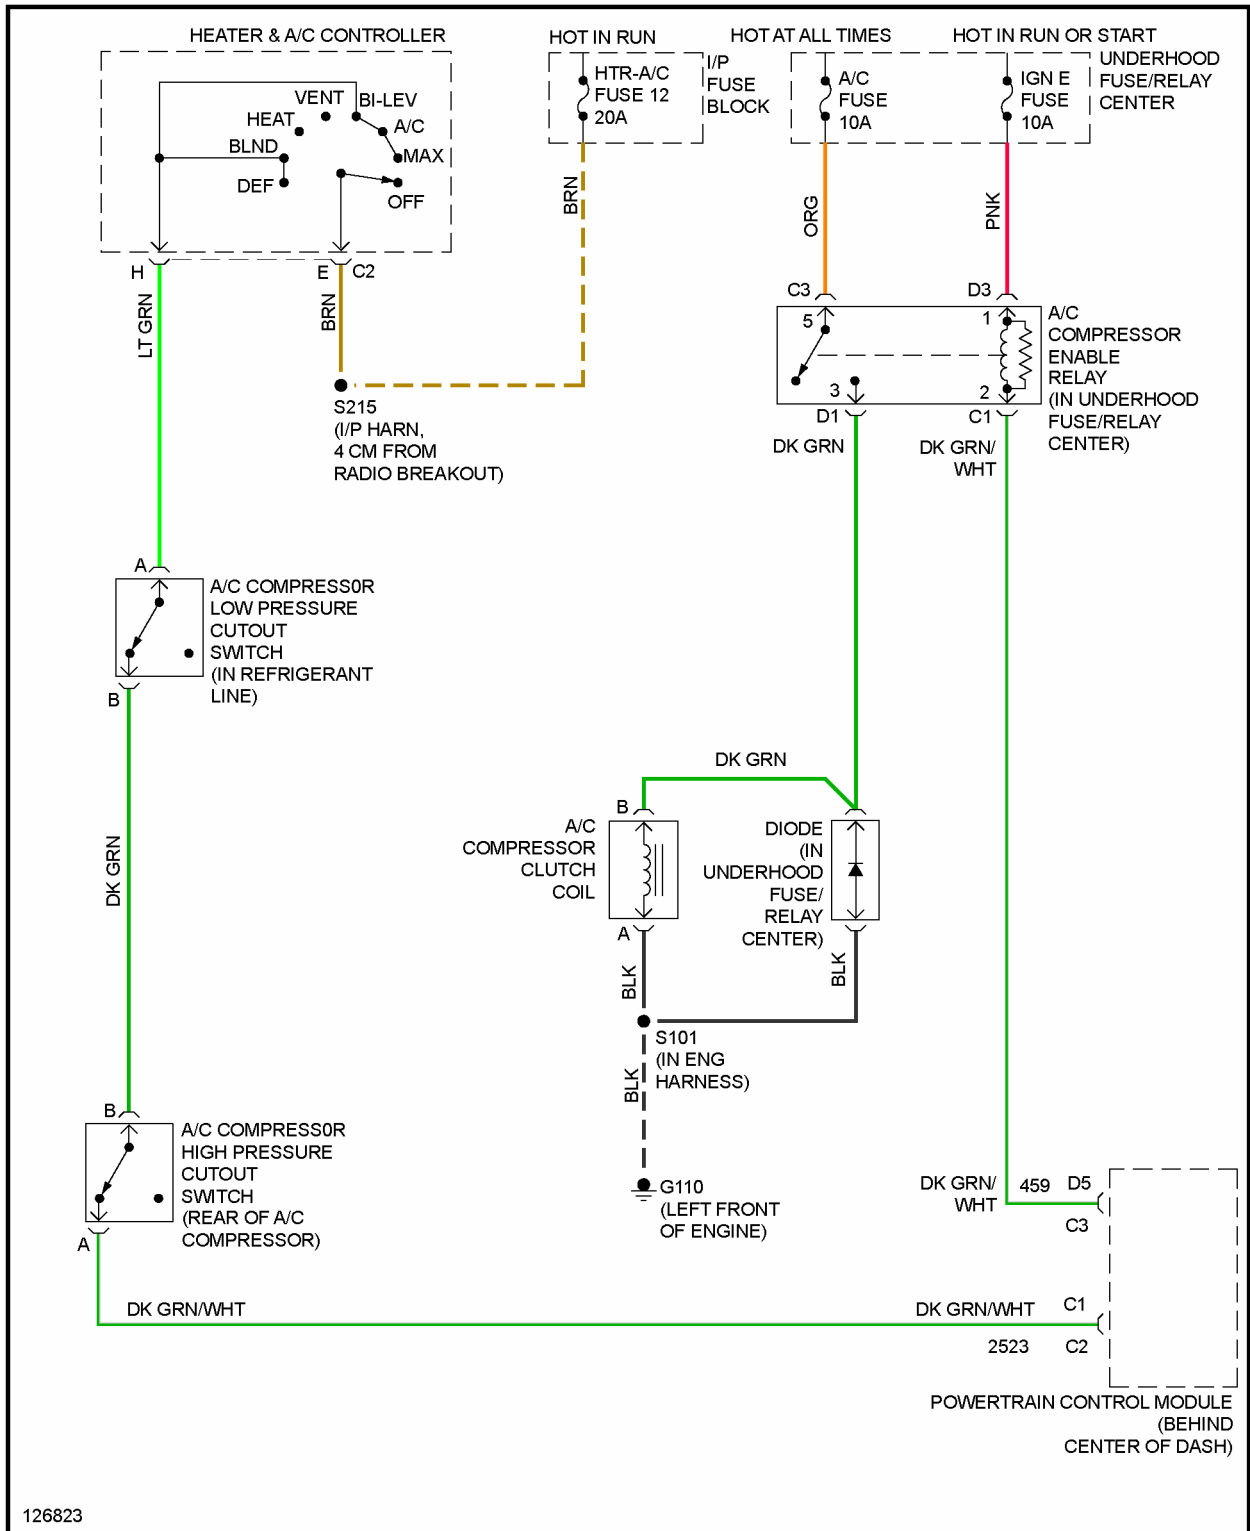 HEATER & A/C CONTROLLER
VENT
BI-LEV
HEAT
A/C
BLND
MAX
DEF
OFF
H
E
C2
LT GRN
BRN
S215
(I/P HARN,
4 CM FROM
RADIO BREAKOUT)
HOT IN RUN
HTR-A/C
FUSE 12
20A
I/P
FUSE
BLOCK
BRN
HOT AT ALL TIMES
HOT IN RUN OR START
A/C
FUSE
10A
IGN E
FUSE
10A
UNDERHOOD
FUSE/RELAY
CENTER
ORG
PNK
C3
D3
5
1
3
2
A/C
COMPRESSOR
ENABLE
RELAY
(IN UNDERHOOD
FUSE/RELAY
CENTER)
D1
C1
DK GRN
DK GRN/
WHT
A
A/C COMPRESS0R
LOW PRESSURE
CUTOUT
SWITCH
(IN REFRIGERANT
LINE)
B
DK GRN
DK GRN
B
A/C
COMPRESSOR
CLUTCH
COIL
A
DIODE
(IN
UNDERHOOD
FUSE/
RELAY
CENTER)
BLK
BLK
S101
(IN ENG
HARNESS)
BLK
G110
(LEFT FRONT
OF ENGINE)
B
A/C COMPRESS0R
HIGH PRESSURE
CUTOUT
SWITCH
(REAR OF A/C
COMPRESSOR)
A
DK GRN/WHT
DK GRN/
WHT
459
D5
C3
DK GRN/WHT
C1
2523
C2
POWERTRAIN CONTROL MODULE
(BEHIND
CENTER OF DASH)
126823